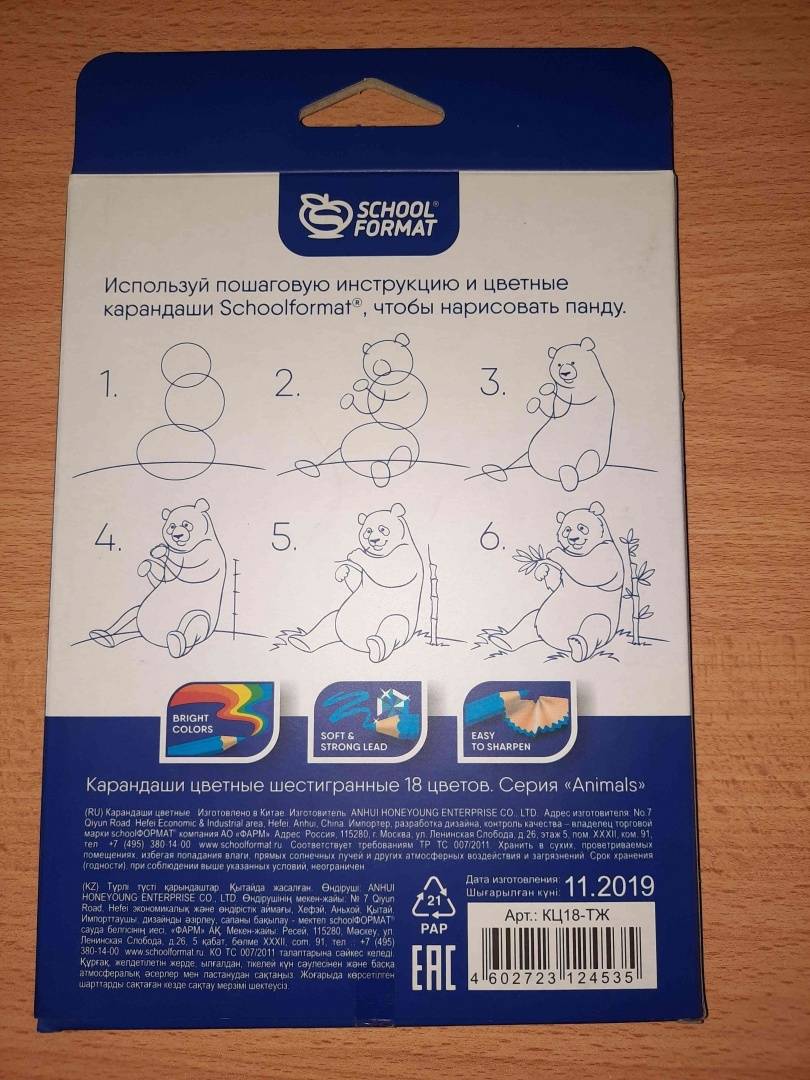 SCHOOL®
FORMAT
Используй пошаговую инструкцию и цветные
карандаши Schoolformat®, чтобы нарисовать панду.
1.
2.
3.
4.
5.
6.
BRIGHT
COLORS
SOFT &
STRONG LEAD
EASY
TO SHARPEN
Карандаши цветные шестигранные 18 цветов. Серия «Animals»
(RU) Карандаши цветные. Изготовлено в Китае. Изготовитель: ANHUI HONEYOUNG ENTERPRISE CO., LTD. Адрес изготовителя: No.7
Qiyun Road. Hefei Economic & Industrial area, Hefei, Anhui, China. Импортер, разработка дизайна, контроль качества – владелец торговой
марки schoolФОРМАТ® компания АО «ФАРМ». Адрес: Россия, 115280, г. Москва, ул. Ленинская Слобода, д.26, этаж 5, пом. XXXII, ком. 91,
тел. +7 (495) 380 14 00 www.schoolformat.ru Соответствует требованиям ТР ТС 007/2011. Хранить в сухих, проветриваемых
помещениях, избегая попадания влаги, прямых солнечных лучей и других атмосферных воздействия и загрязнений. Срок хранения
(годности), при соблюдении выше указанных условий, неограничен.
(KZ) Түрлі түсті қарындаштар. Қытайда жасалған. Өндіруші: ANHUI
HONEYOUNG ENTERPRISE CO., LTD. Өндірушінің мекен-жайы: № 7 Qiyun
Road. Hefei экономикалық және өндірістік аймағы, Хефэй, Аньхой, Қытай.
Импорттаушы, дизайнды әзірлеу, сапаны бақылау - мектеп schoolФОРМАТ®
сауда белгісінің иесі, «ФАРМ» АҚ. Мекен-жайы: Ресей, 115280, Мәскеу, ул.
Ленинская Слобода, д.26, 5 қабат, бөлме XXXII, com. 91, тел .: +7 (495)
380-14-00 www.schoolformat.ru. КО ТС 007/2011 талаптарына сәйкес келеді.
Құрғақ, желдетілетін жерде, ылғалдан, тікелей күн сәулесінен және басқа
атмосфералық әсерлер мен ластанудан сақтаңыз. Жоғарыда көрсетілген
шарттарды сақтаған кезде сақтау мерзімі шектеусіз.
21
PAP
EAC
Дата изготовления:
Шығарылған күні:
11.2019
Арт.: КЦ18-ТЖ
4 602723 124535